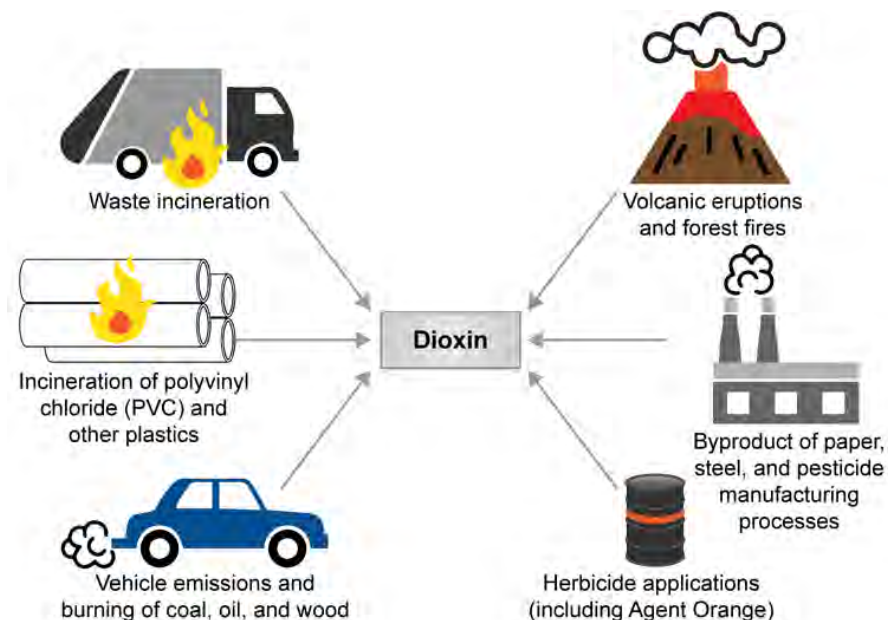 Waste incineration
Volcanic eruptions
and forest fires
Incineration of polyvinyl
chloride (PVC) and
other plastics
Dioxin
Byproduct of paper,
steel, and pesticide
manufacturing
processes
Vehicle emissions and
burning of coal, oil, and wood
Herbicide applications
(including Agent Orange)